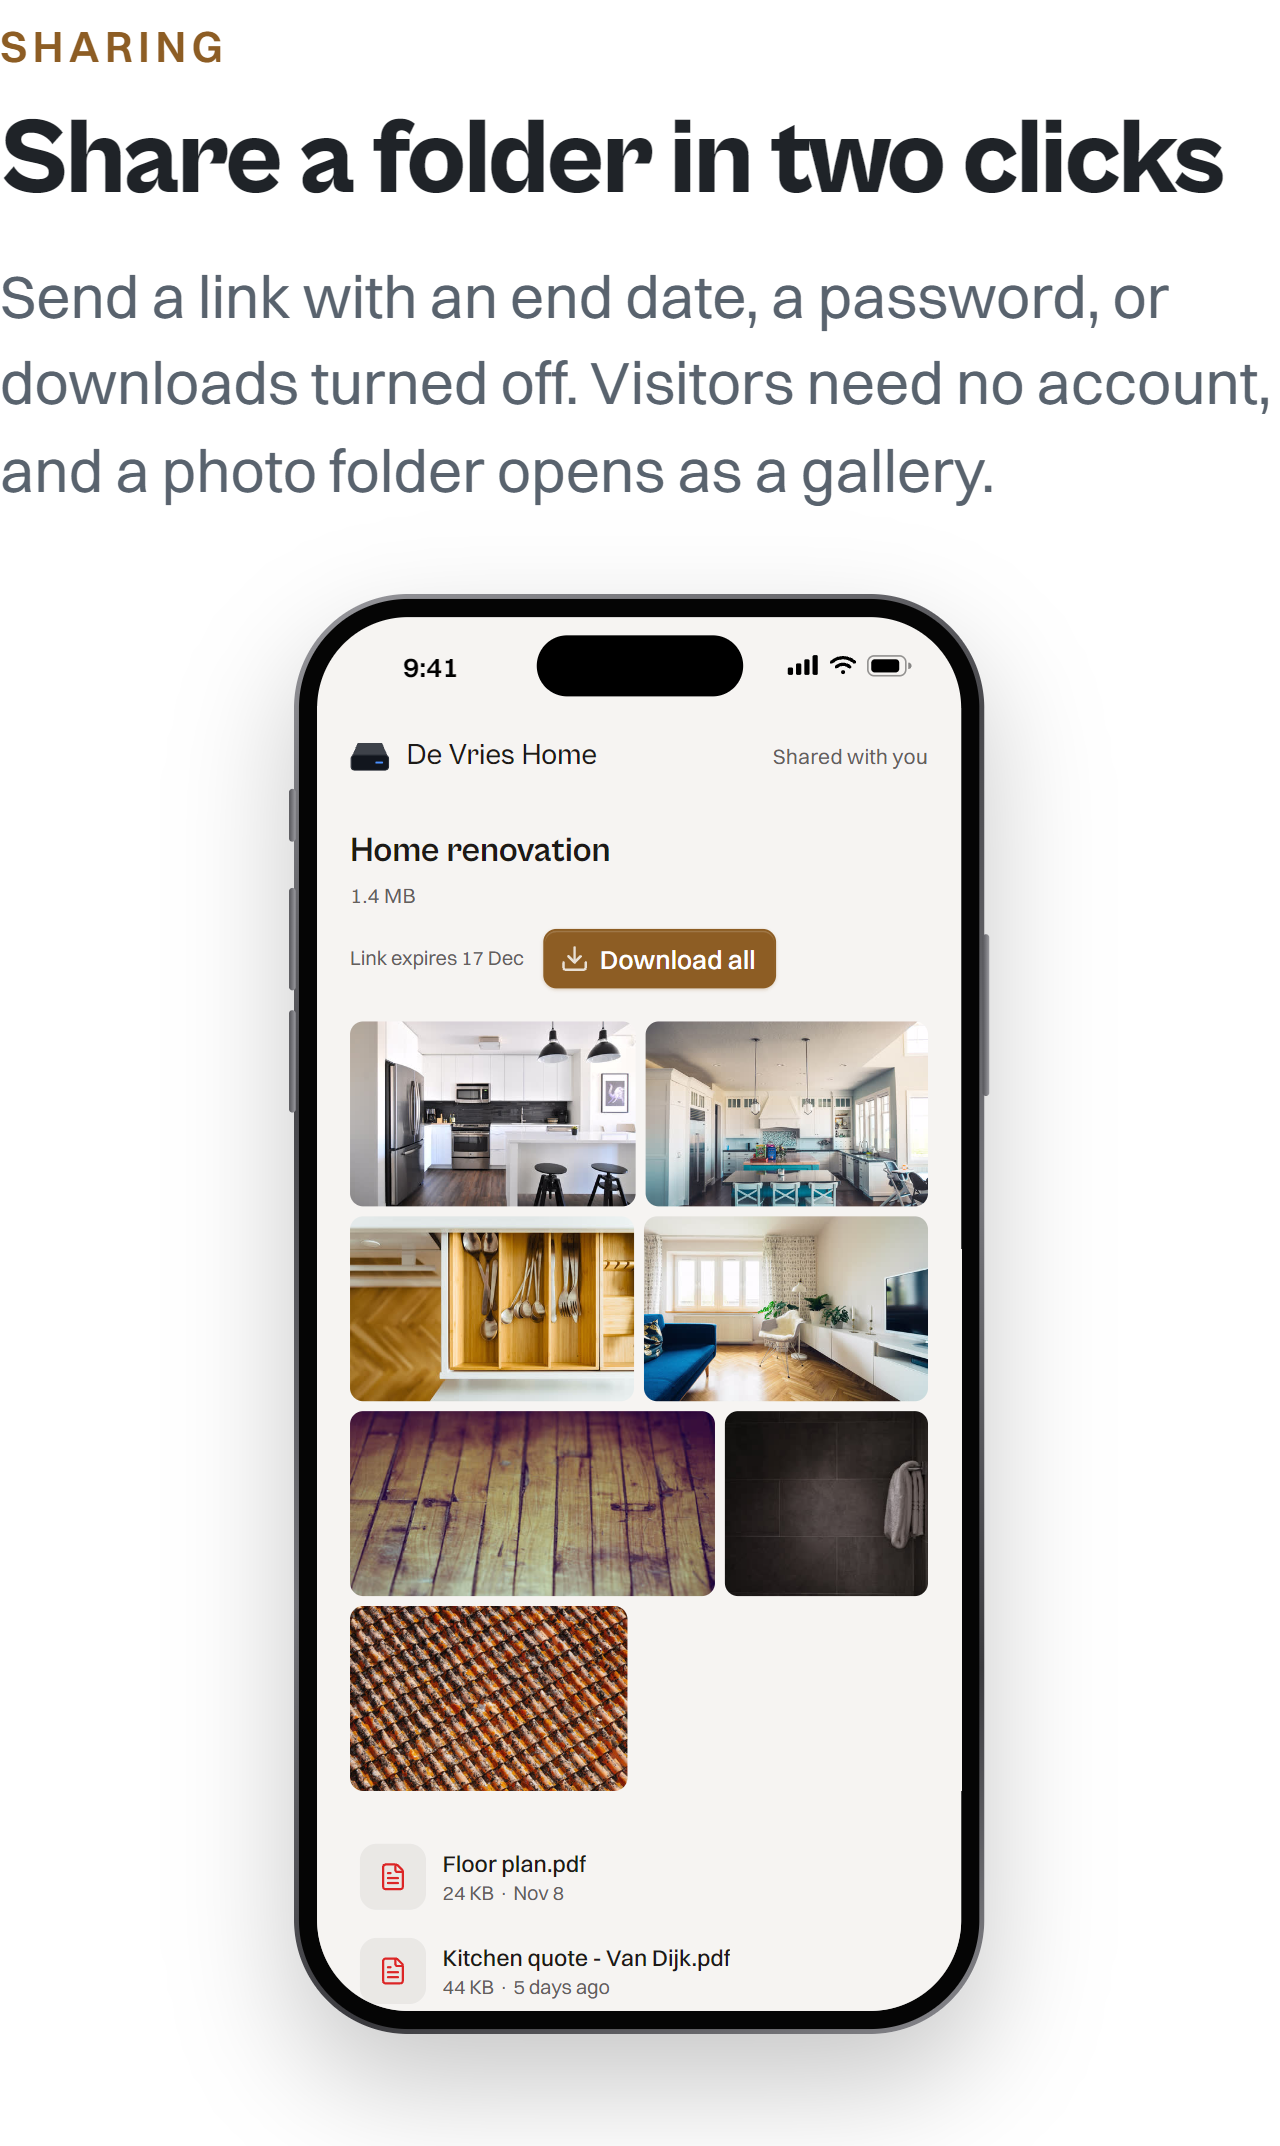 SHARING
Share a folder in two clicks
Send a link with an end date, a password, or
downloads turned off. Visitors need no account,
and a photo folder opens as a gallery.
9:41
De Vries Home
Shared with you
Home renovation
1.4 MB
Link expires 17 Dec
Download all
Floor plan.pdf
24 KB · Nov 8
Kitchen quote - Van Dijk.pdf
44 KB · 5 days ago